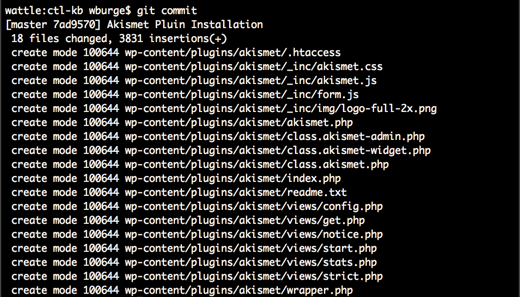 wattle:ctl-kb wburge$ git commit
[master 7ad9570] Akismet Pluin Installation
18 files changed, 3831 insertions(+)
create mode 100644 wp-content/plugins/akismet/.htaccess
create mode 100644 wp-content/plugins/akismet/_inc/akismet.css
create mode 100644 wp-content/plugins/akismet/_inc/akismet.js
create mode 100644 wp-content/plugins/akismet/_inc/form.js
create mode 100644 wp-content/plugins/akismet/_inc/img/logo-full-2x.png
create mode 100644 wp-content/plugins/akismet/akismet.php
create mode 100644 wp-content/plugins/akismet/class.akismet-admin.php
create mode 100644 wp-content/plugins/akismet/class.akismet-widget.php
create mode 100644 wp-content/plugins/akismet/class.akismet.php
create mode 100644 wp-content/plugins/akismet/index.php
create mode 100644 wp-content/plugins/akismet/readme.txt
create mode 100644 wp-content/plugins/akismet/views/config.php
create mode 100644 wp-content/plugins/akismet/views/get.php
create mode 100644 wp-content/plugins/akismet/views/notice.php
create mode 100644 wp-content/plugins/akismet/views/start.php
create mode 100644 wp-content/plugins/akismet/views/stats.php
create mode 100644 wp-content/plugins/akismet/views/strict.php
create mode 100644 wp-content/plugins/akismet/wrapper.php